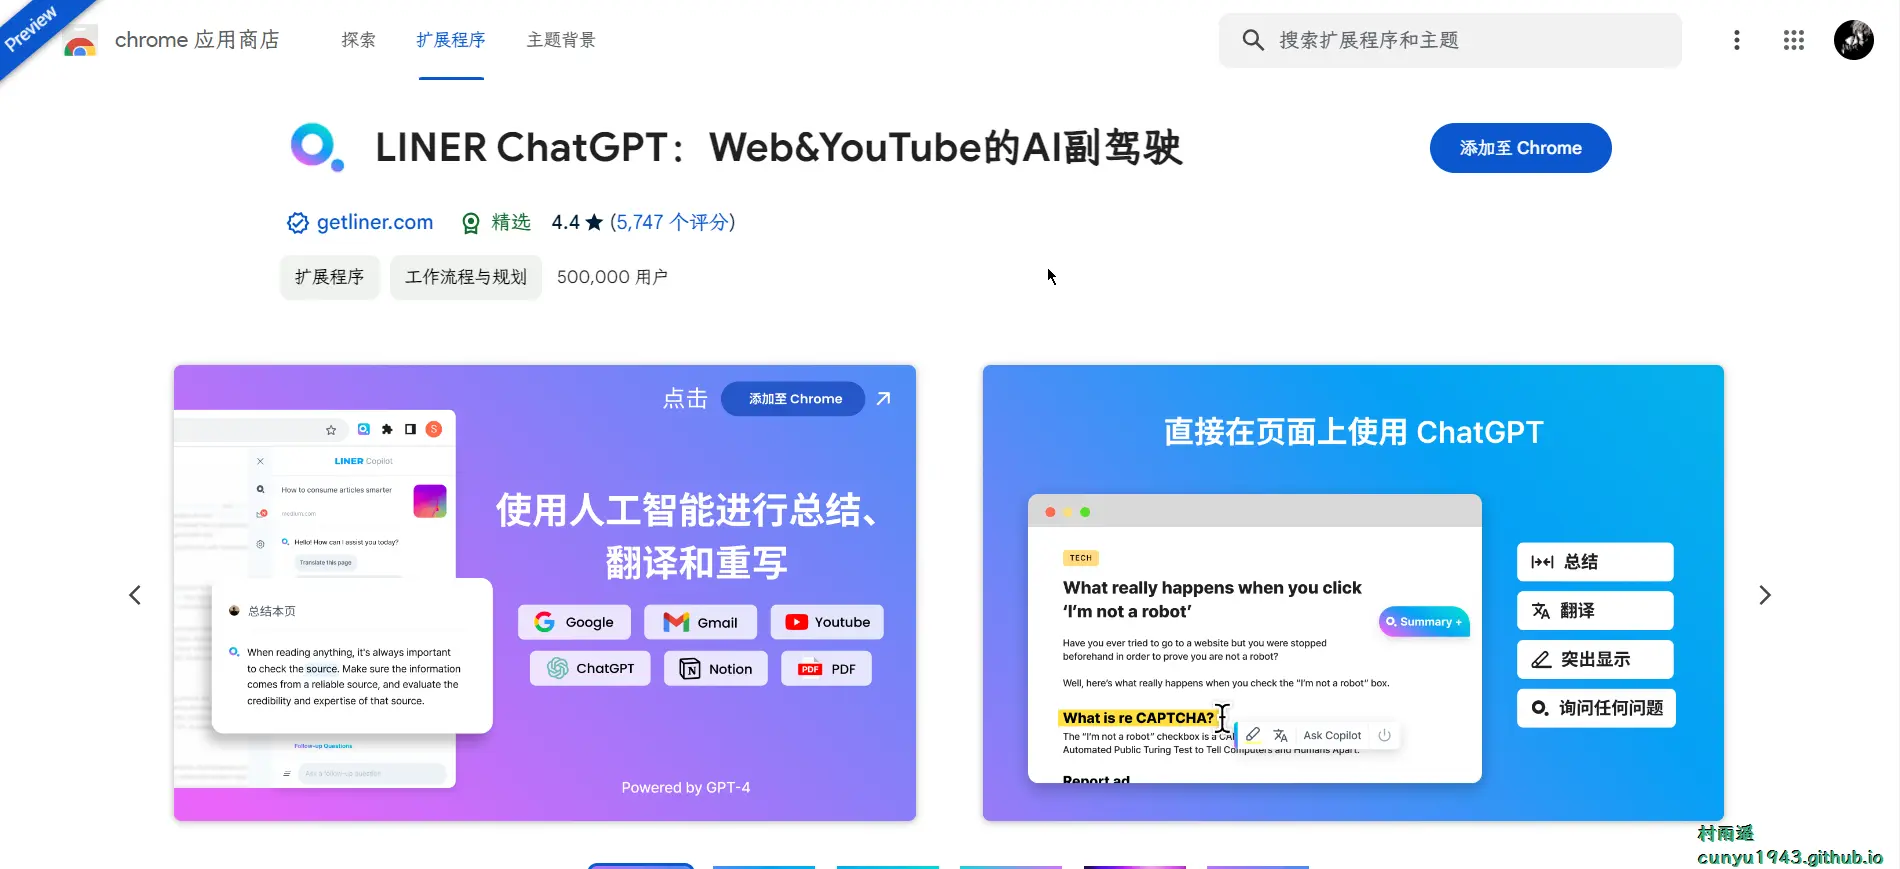 Preview
chrome 应用商店
探索
扩展程序
主题背景
搜索扩展程序和主题
LINER ChatGPT：Web&YouTube的AI副驾驶
添加至 Chrome
getliner.com
精选
4.4 ★ (5,747 个评分)
扩展程序
工作流程与规划
500,000 用户
点击
添加至 Chrome
S
LINER Copilot
How to consume articles smarter
medium.com
Hello! How can I assist you today?
Translate this page
总结本页
When reading anything, it's always important
to check the source. Make sure the information
comes from a reliable source, and evaluate the
credibility and expertise of that source.
Follow-up Questions
Ask a follow-up question
使用人工智能进行总结、
翻译和重写
Google
Gmail
Youtube
ChatGPT
Notion
PDF
PDF
Powered by GPT-4
直接在页面上使用 ChatGPT
TECH
What really happens when you click
‘I’m not a robot’
Have you ever tried to go to a website but you were stopped
beforehand in order to prove you are not a robot?
Well, here’s what really happens when you check the “I’m not a robot” box.
What is re CAPTCHA?
The “I’m not a robot” checkbox is a
Automated Public Turing Test to Tell Computers and Humans Apart.
Report ad
Ask Copilot
Summary +
总结
翻译
突出显示
询问任何问题
村雨遥
cunyu1943.github.io